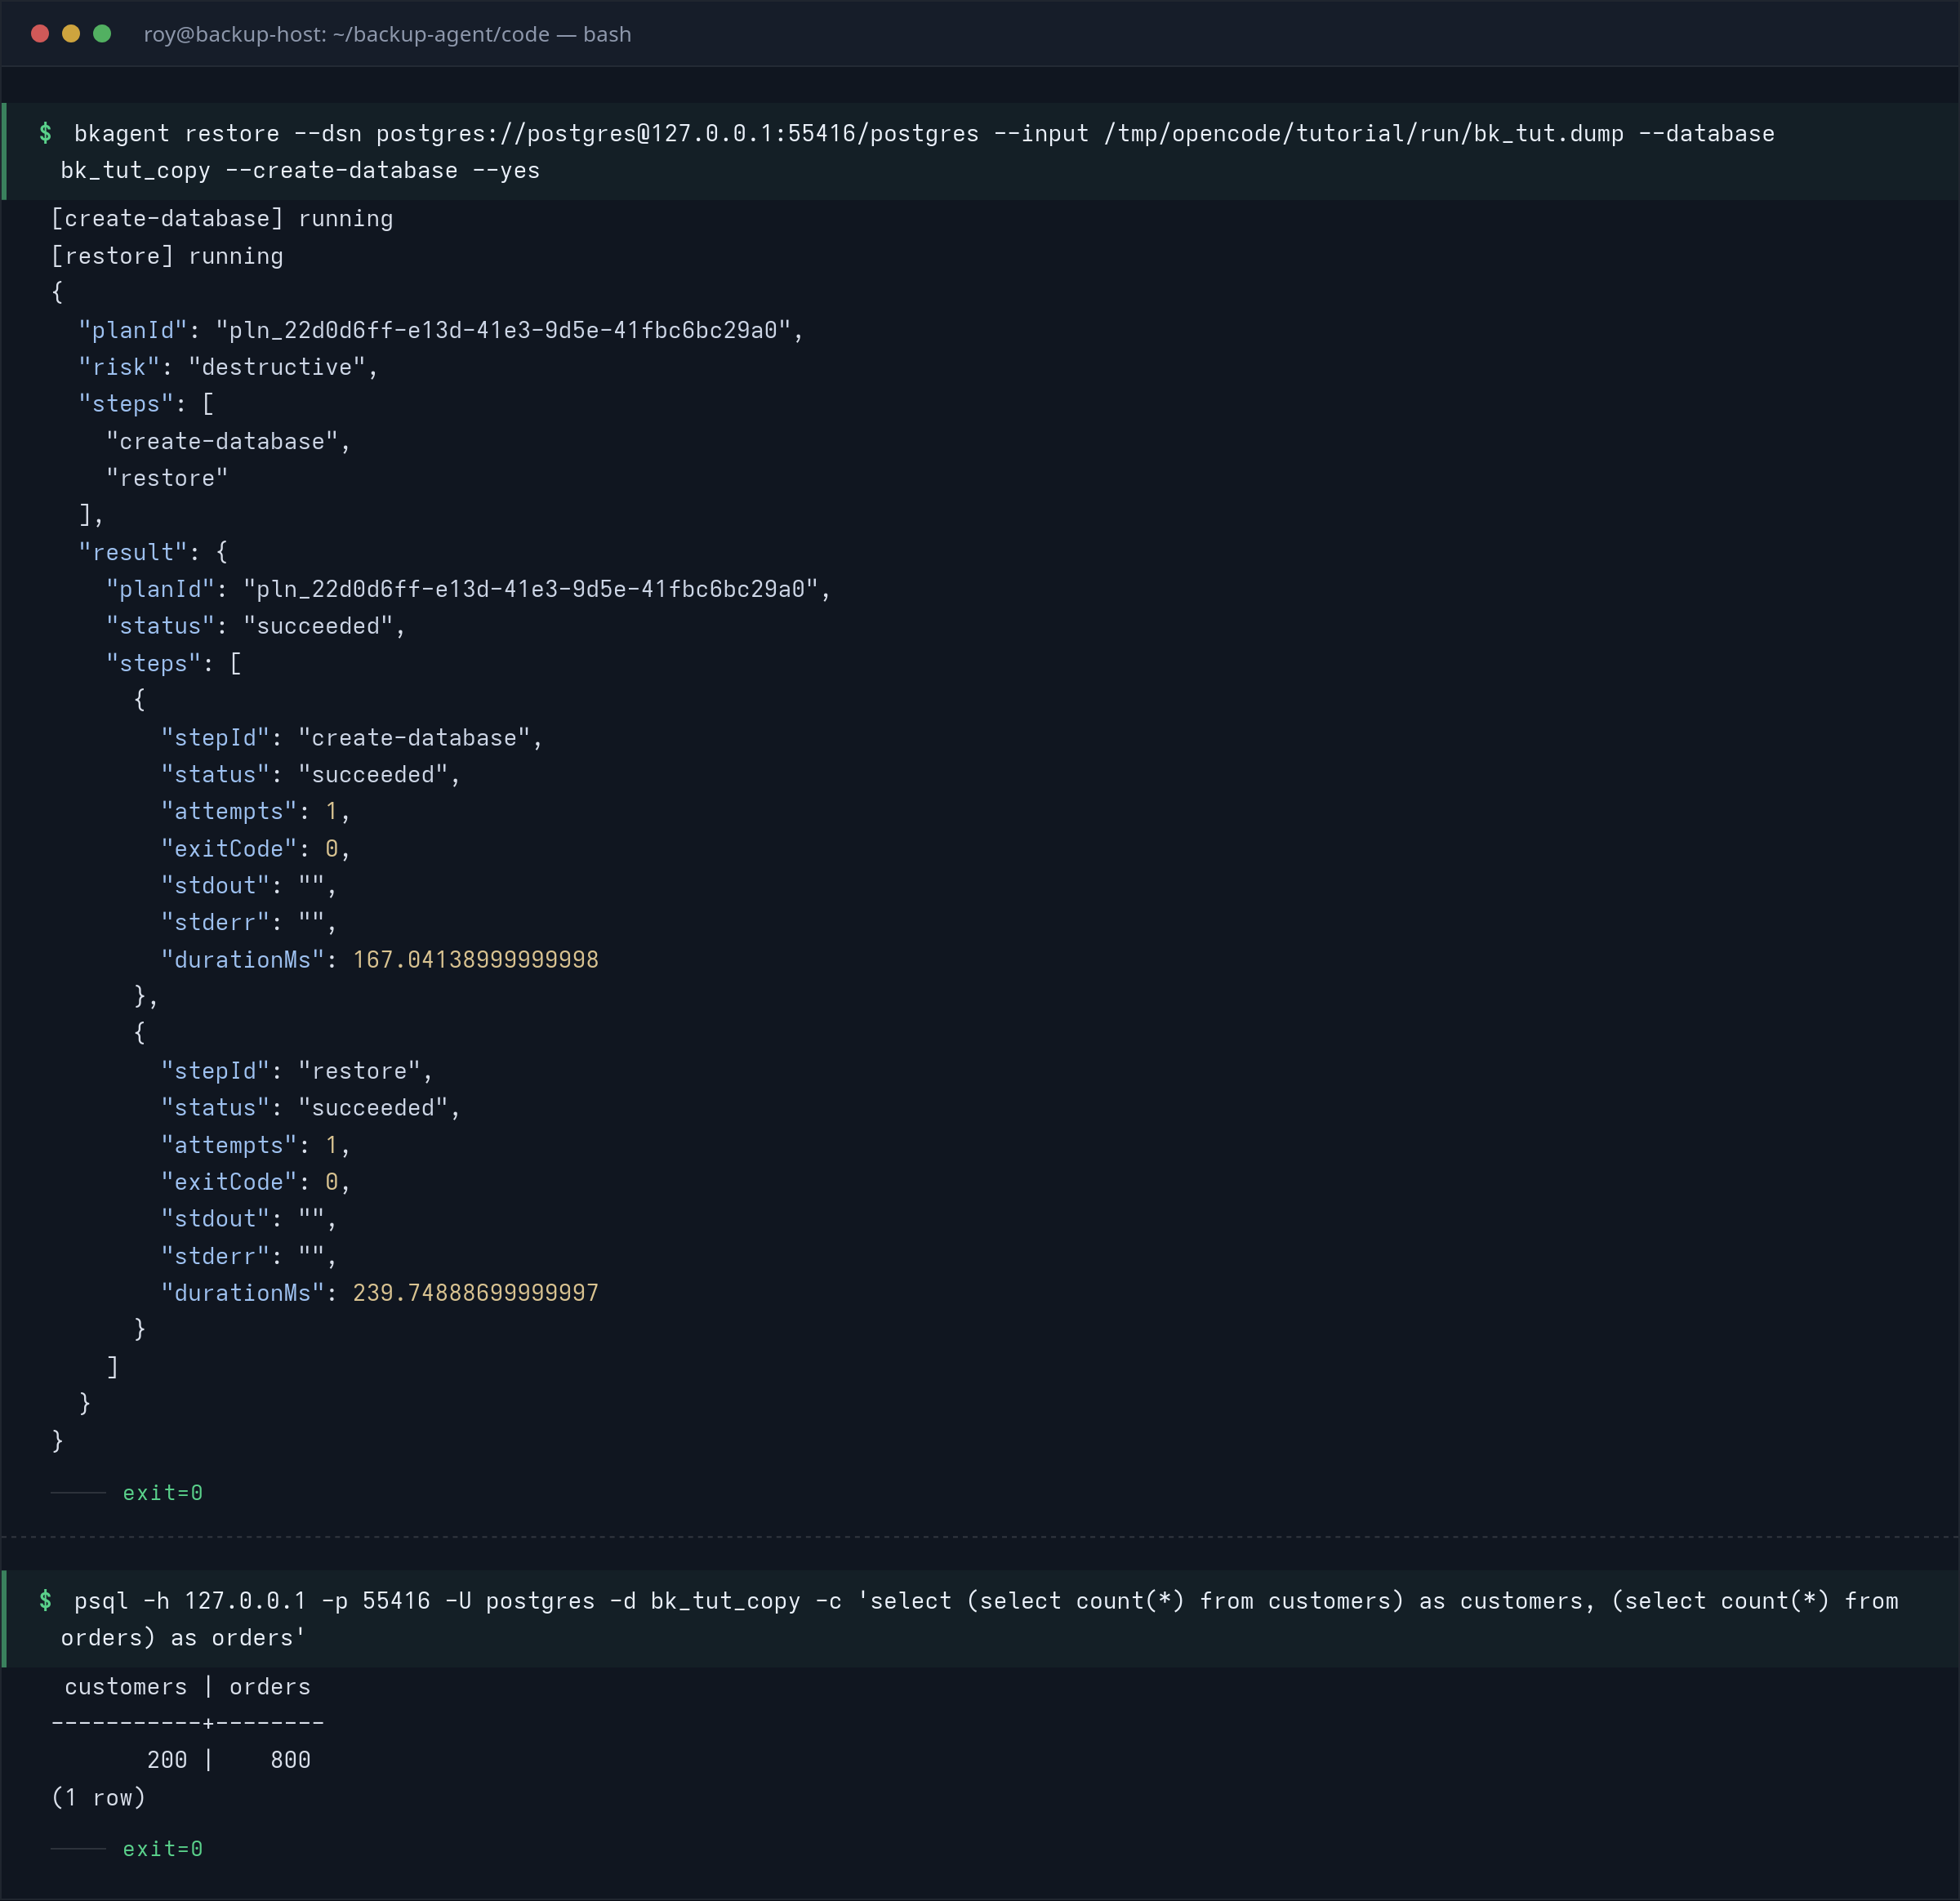 roy@backup-host: ~/backup-agent/code — bash
$ bkagent restore --dsn postgres://postgres@127.0.0.1:55416/postgres --input /tmp/opencode/tutorial/run/bk_tut.dump --database
bk_tut_copy --create-database --yes
[create-database] running
[restore] running
{
  "planId": "pln_22d0d6ff-e13d-41e3-9d5e-41fbc6bc29a0",
  "risk": "destructive",
  "steps": [
    "create-database",
    "restore"
  ],
  "result": {
    "planId": "pln_22d0d6ff-e13d-41e3-9d5e-41fbc6bc29a0",
    "status": "succeeded",
    "steps": [
      {
        "stepId": "create-database",
        "status": "succeeded",
        "attempts": 1,
        "exitCode": 0,
        "stdout": "",
        "stderr": "",
        "durationMs": 167.04138999999998
      },
      {
        "stepId": "restore",
        "status": "succeeded",
        "attempts": 1,
        "exitCode": 0,
        "stdout": "",
        "stderr": "",
        "durationMs": 239.74888699999997
      }
    ]
  }
}
exit=0
$ psql -h 127.0.0.1 -p 55416 -U postgres -d bk_tut_copy -c 'select (select count(*) from customers) as customers, (select count(*) from
orders) as orders'
 customers | orders
-----------+--------
       200 |    800
(1 row)
exit=0